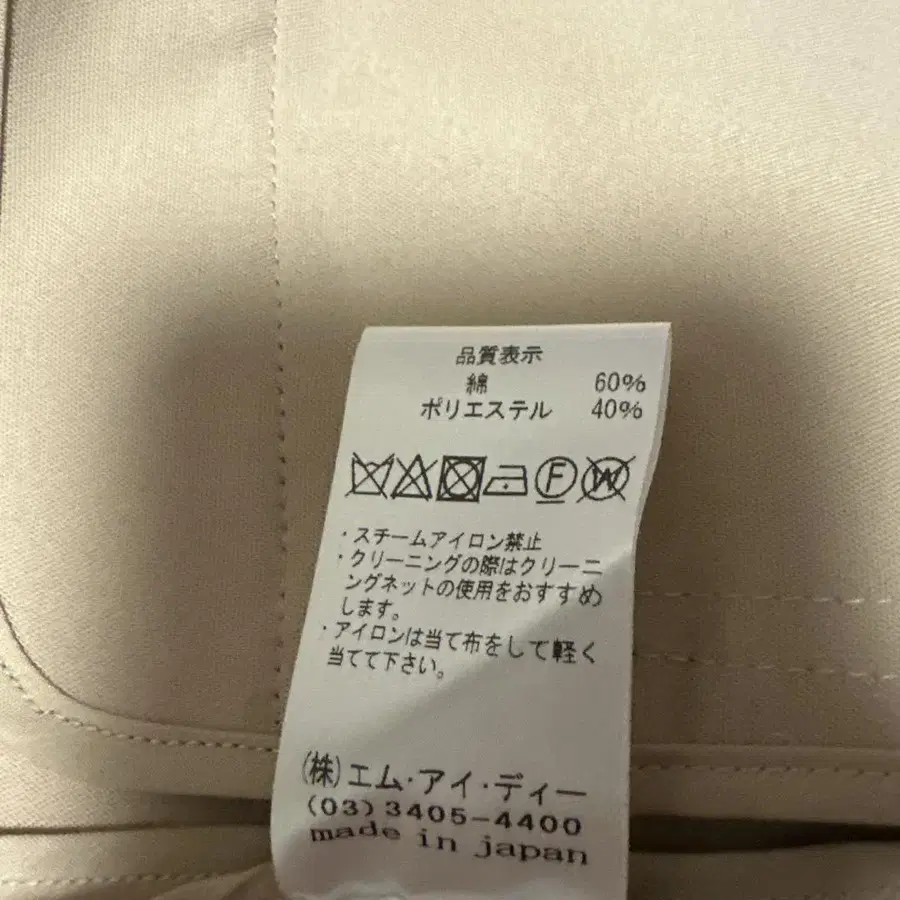 品質表示
綿 60%
ポリエステル 40%
F W
・スチームアイロン禁止
・クリーニングの際はクリーニ
ングネットの使用をおすすめ
します。
・アイロンは当て布をして軽く
当てて下さい。
(株)エム・アイ・ディー
(03)3405-4400
made in japan